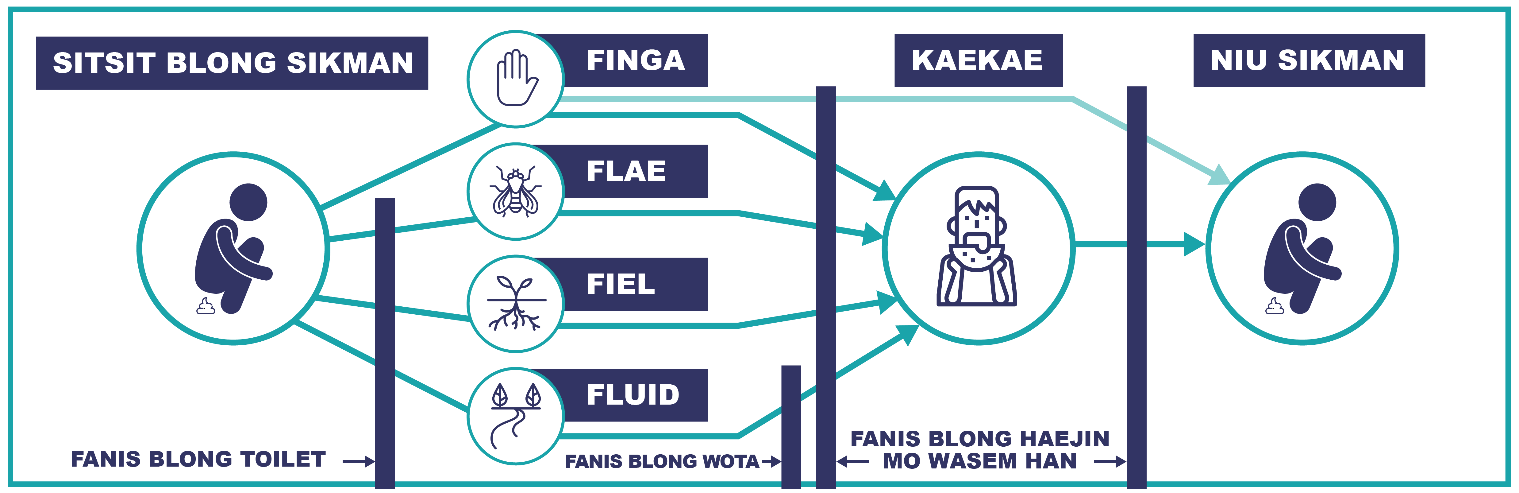 SITSIT BLONG SIKMAN
FINGA
KAEKAE
NIU SIKMAN
FLAE
FIEL
FLUID
FANIS BLONG TOILET
FANIS BLONG WOTA
FANIS BLONG HAEJIN
MO WASEM HAN